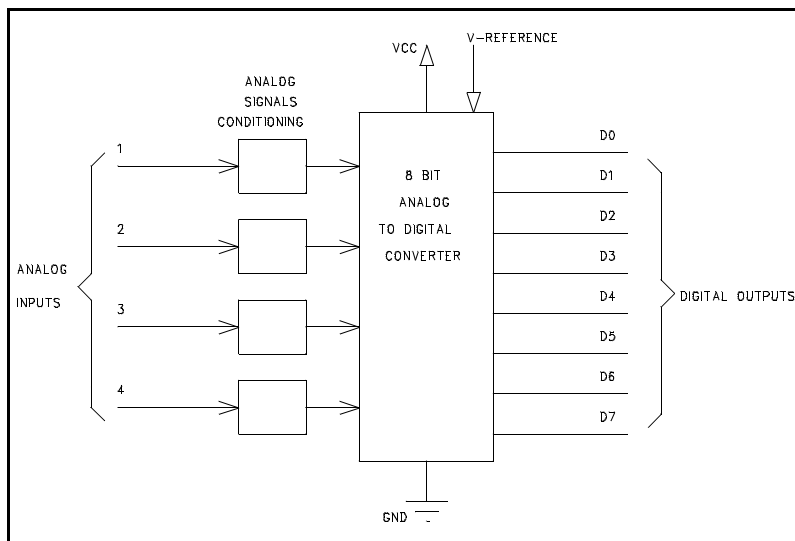 VCC
V-REFERENCE
ANALOG
SIGNALS
CONDITIONING
1
2
3
4
ANALOG
INPUTS
8 BIT
ANALOG
TO DIGITAL
CONVERTER
D0
D1
D2
D3
D4
D5
D6
D7
DIGITAL OUTPUTS
GND